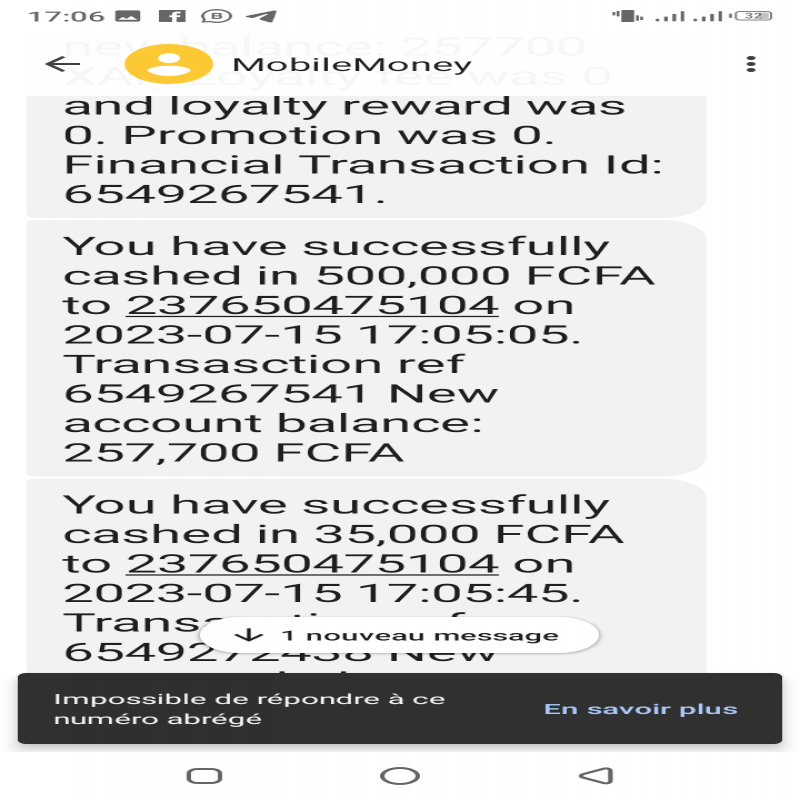 17:06
32
new balance: 257700
XAF. Loyalty fee was 0
MobileMoney
and loyalty reward was
0. Promotion was 0.
Financial Transaction Id:
6549267541.
You have successfully
cashed in 500,000 FCFA
to 237650475104 on
2023-07-15 17:05:05.
Transasction ref
6549267541 New
account balance:
257,700 FCFA
You have successfully
cashed in 35,000 FCFA
to 237650475104 on
2023-07-15 17:05:45.
1 nouveau message
New
Impossible de répondre à ce
numéro abrégé
En savoir plus